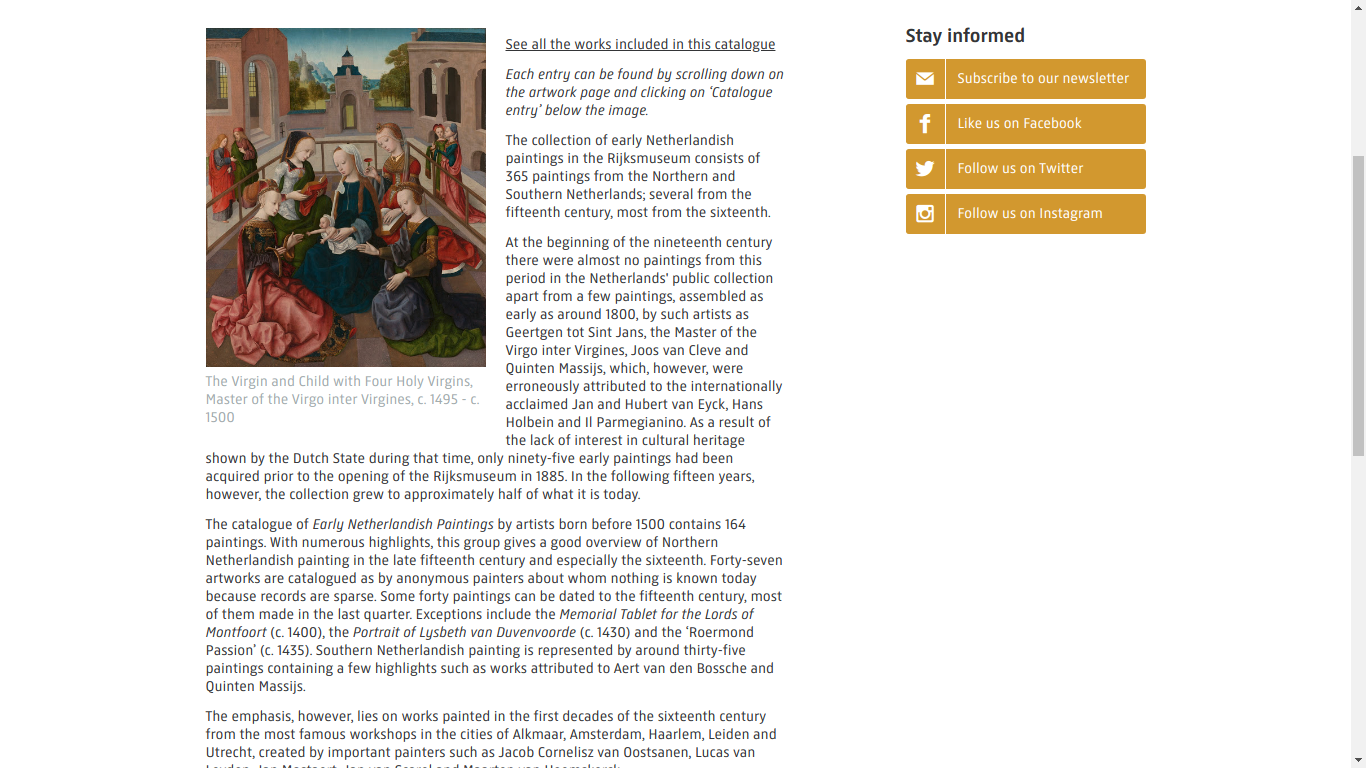 See all the works included in this catalogue
Each entry can be found by scrolling down on
the artwork page and clicking on ‘Catalogue
entry’ below the image.
The collection of early Netherlandish
paintings in the Rijksmuseum consists of
365 paintings from the Northern and
Southern Netherlands; several from the
fifteenth century, most from the sixteenth.
At the beginning of the nineteenth century
there were almost no paintings from this
period in the Netherlands' public collection
apart from a few paintings, assembled as
early as around 1800, by such artists as
Geertgen tot Sint Jans, the Master of the
Virgo inter Virgines, Joos van Cleve and
Quinten Massijs, which, however, were
erroneously attributed to the internationally
acclaimed Jan and Hubert van Eyck, Hans
Holbein and Il Parmegianino. As a result of
the lack of interest in cultural heritage
shown by the Dutch State during that time, only ninety-five early paintings had been
acquired prior to the opening of the Rijksmuseum in 1885. In the following fifteen years,
however, the collection grew to approximately half of what it is today.
The Virgin and Child with Four Holy Virgins,
Master of the Virgo inter Virgines, c. 1495 - c.
1500
The catalogue of Early Netherlandish Paintings by artists born before 1500 contains 164
paintings. With numerous highlights, this group gives a good overview of Northern
Netherlandish painting in the late fifteenth century and especially the sixteenth. Forty-seven
artworks are catalogued as by anonymous painters about whom nothing is known today
because records are sparse. Some forty paintings can be dated to the fifteenth century, most
of them made in the last quarter. Exceptions include the Memorial Tablet for the Lords of
Montfoort (c. 1400), the Portrait of Lysbeth van Duvenvoorde (c. 1430) and the ‘Roermond
Passion’ (c. 1435). Southern Netherlandish painting is represented by around thirty-five
paintings containing a few highlights such as works attributed to Aert van den Bossche and
Quinten Massijs.
The emphasis, however, lies on works painted in the first decades of the sixteenth century
from the most famous workshops in the cities of Alkmaar, Amsterdam, Haarlem, Leiden and
Utrecht, created by important painters such as Jacob Cornelisz van Oostsanen, Lucas van
Stay informed
Subscribe to our newsletter
Like us on Facebook
Follow us on Twitter
Follow us on Instagram